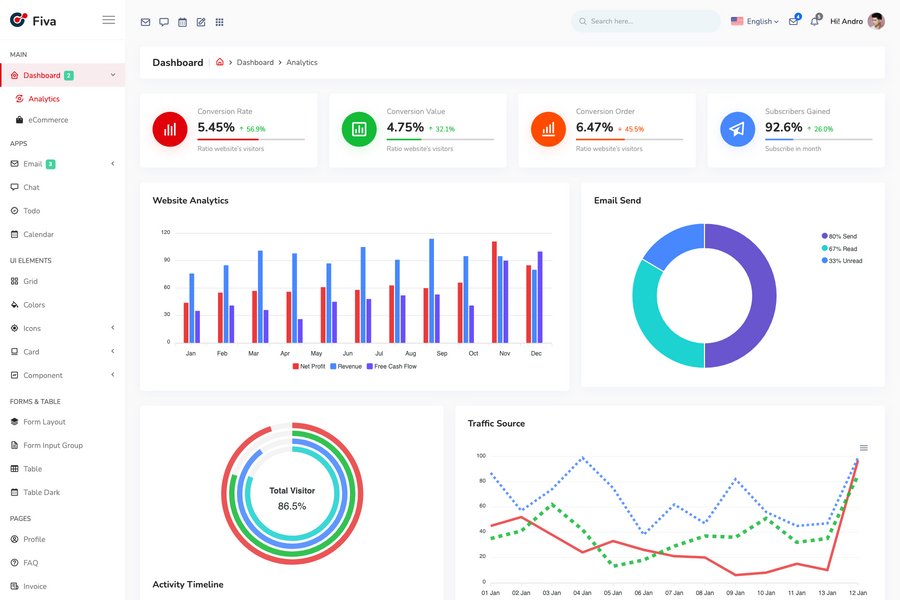 Fiva
Search here...
English
4
5
Hi! Andro
MAIN
Dashboard 2
Analytics
eCommerce
APPS
Email 3
Chat
Todo
Calendar
UI ELEMENTS
Grid
Colors
Icons
Card
Component
FORMS & TABLE
Form Layout
Form Input Group
Table
Table Dark
PAGES
Profile
FAQ
Invoice
Dashboard
Dashboard
Analytics
Conversion Rate
5.45% 56.9%
Ratio website's visitors
Conversion Value
4.75% 32.1%
Ratio website's visitors
Conversion Order
6.47% + 45.5%
Ratio website's visitors
Subscribers Gained
92.6% 26.0%
Subscribe in month
Website Analytics
120
90
60
30
0
Jan Feb Mar Apr May Jun Jul Aug Sep Oct Nov Dec
Net Profit Revenue Free Cash Flow
Email Send
80% Send
67% Read
33% Unread
Total Visitor
86.5%
Activity Timeline
Traffic Source
100
80
60
40
20
0
01 Jan 02 Jan 03 Jan 04 Jan 05 Jan 06 Jan 07 Jan 08 Jan 09 Jan 10 Jan 11 Jan 13 Jan 12 Jan